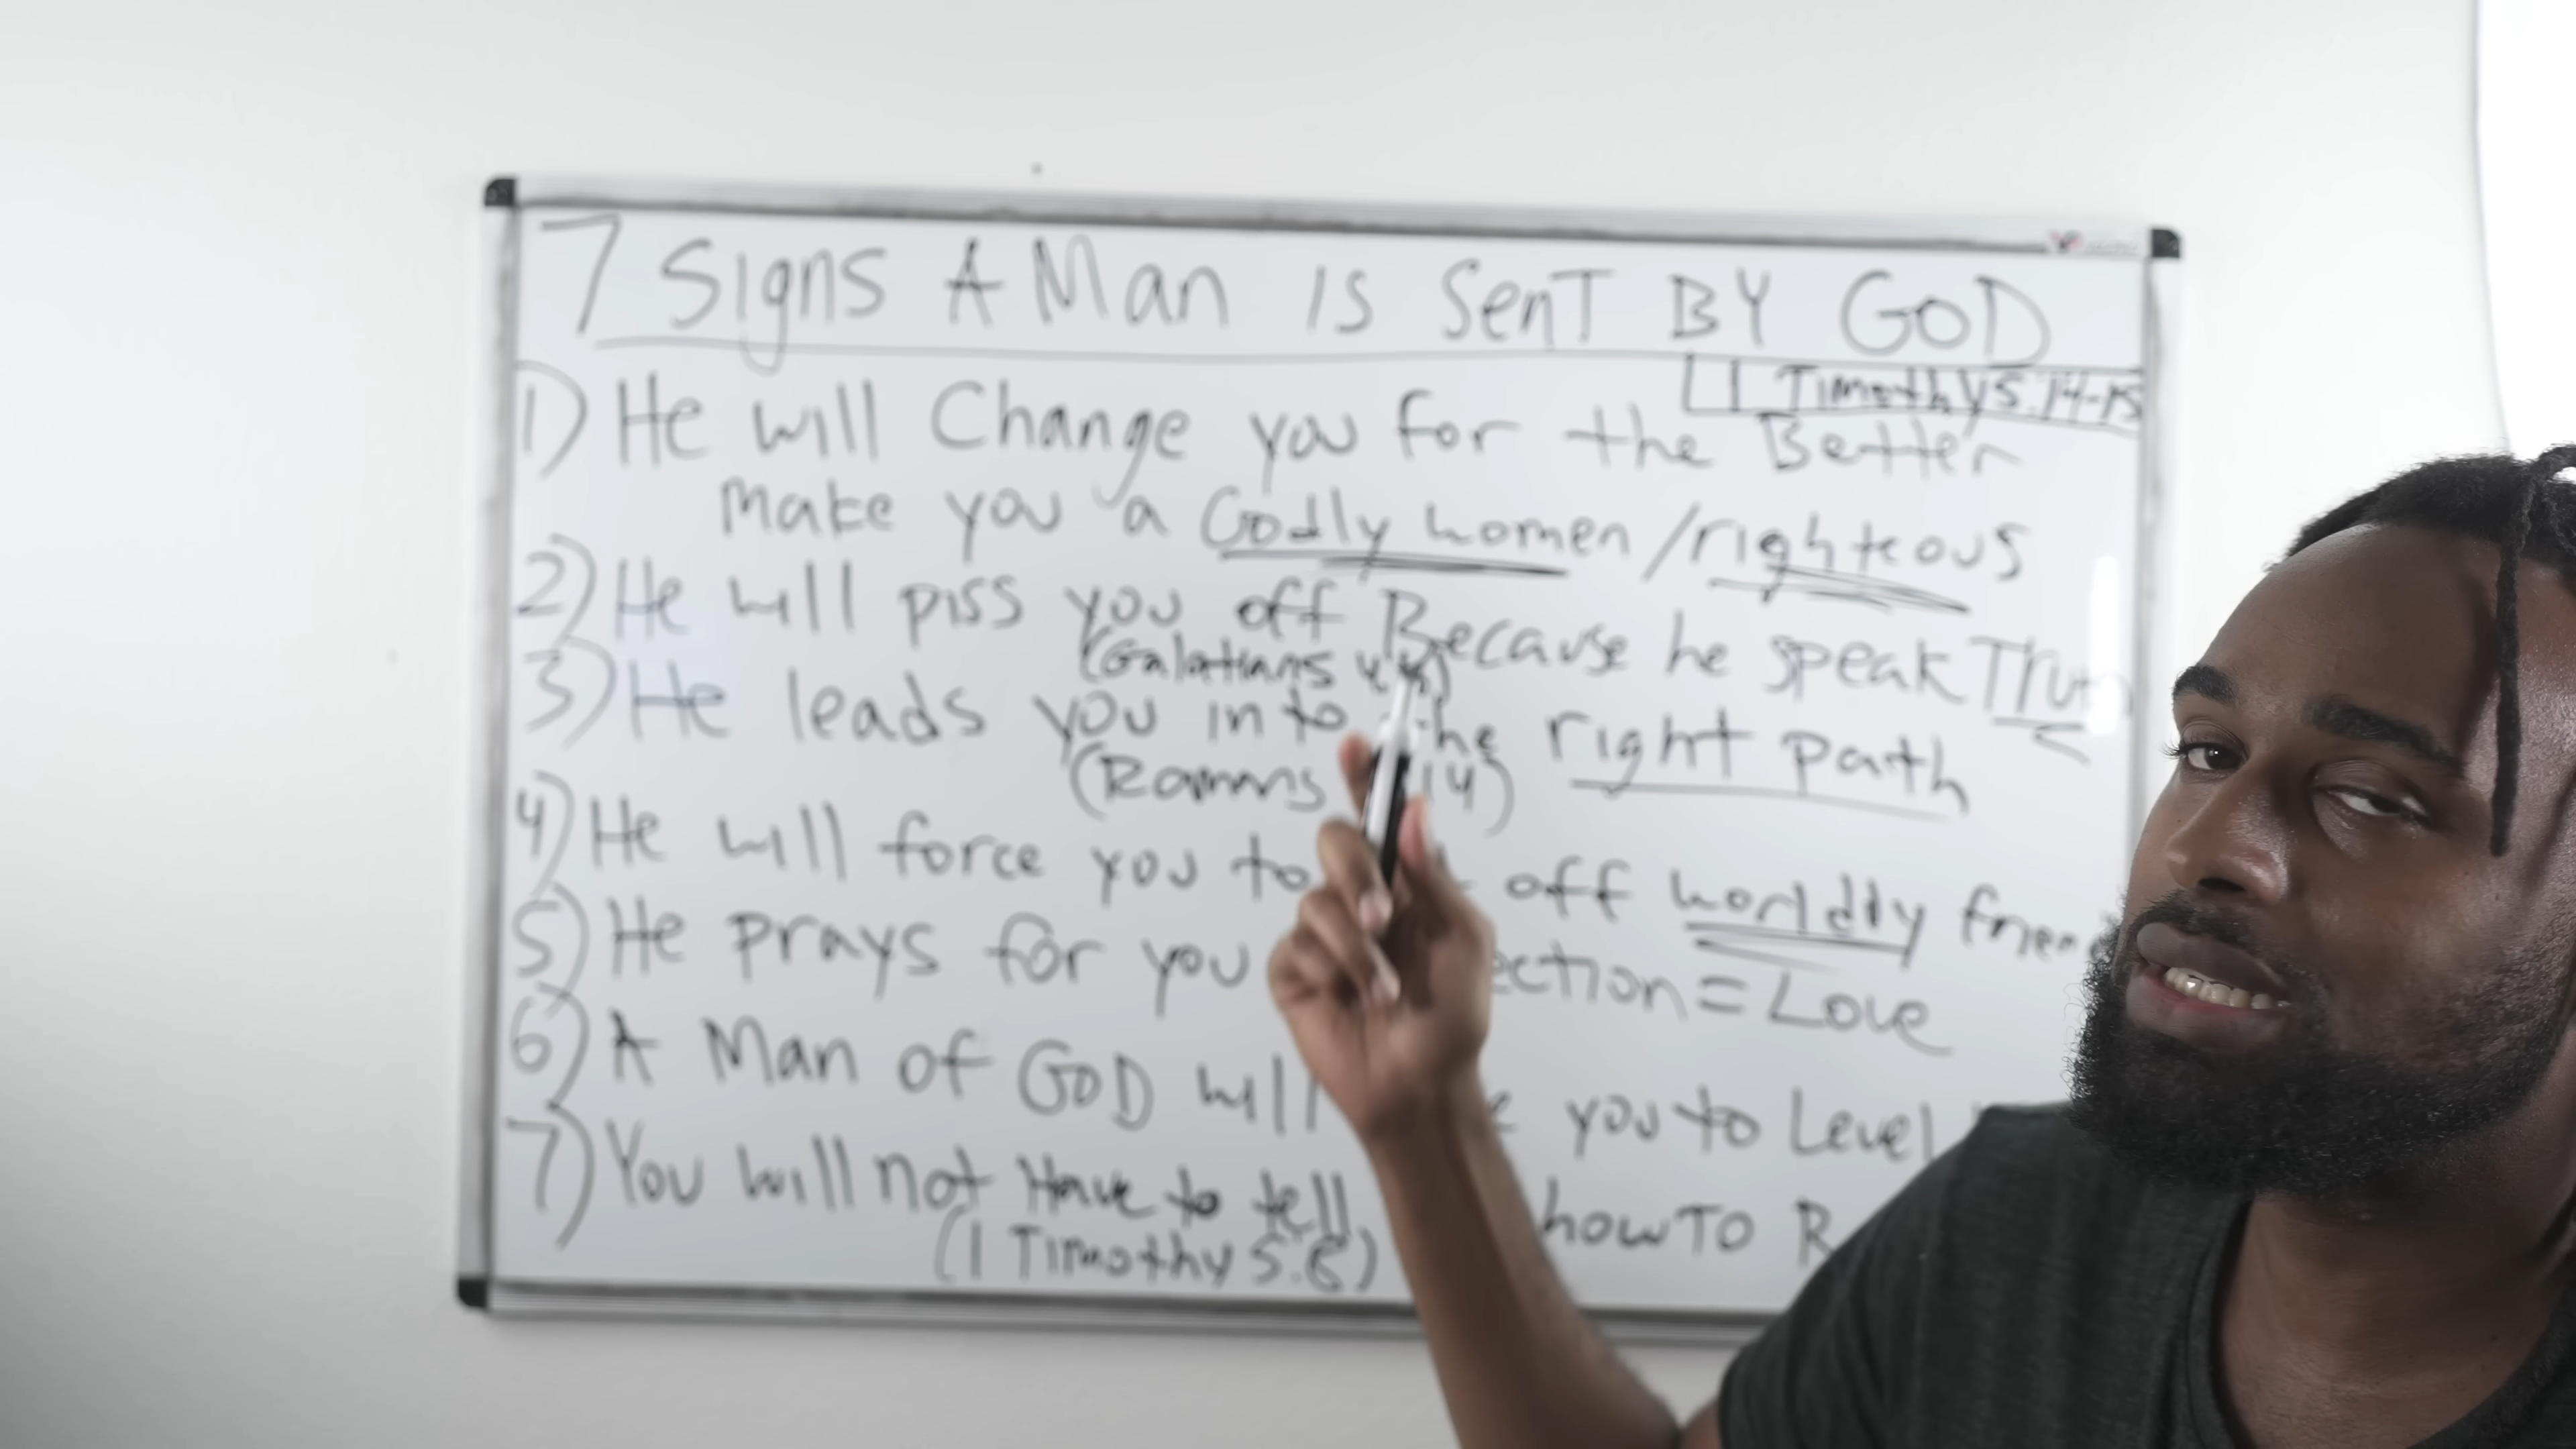 7 Signs A Man is SenT BY GOD
1 Timothy 5:14-15
1) He will Change you for the Better
make you a Godly women / righteous
2) He will piss you off Because he speak Trut
(Galatians
3) He leads you into the right path
(Romans 14)
4) He will force you to off worldly frien
5) He prays for you ection = Love
6) A Man of GOD will you to Level
7) You will not Have to tell how TO R
(1 Timothy 5:8)